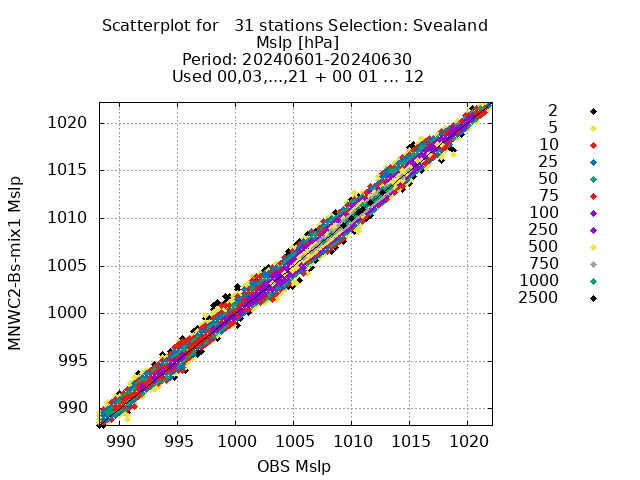 Scatterplot for   31 stations Selection: Svealand
Mslp [hPa]
Period: 20240601-20240630
Used 00,03,...,21 + 00 01 ... 12
MNWC2-Bs-mix1 Mslp
1020
1015
1010
1005
1000
995
990
990 995 1000 1005 1010 1015 1020
OBS Mslp
2
5
10
25
50
75
100
250
500
750
1000
2500